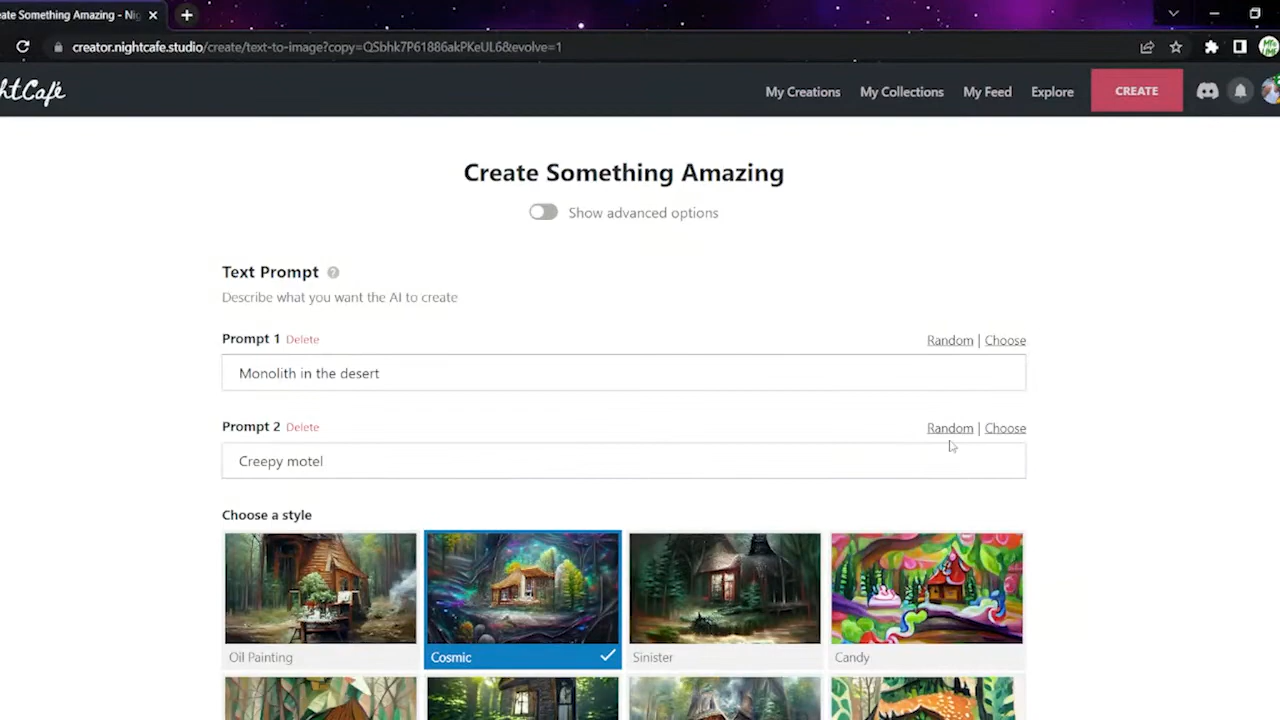 eate Something Amazing - Nig
creator.nightcafe.studio/create/text-to-image?copy=QSbhk7P61886akPKeUL6&evolve=1
htCafé
My Creations
My Collections
My Feed
Explore
CREATE
Create Something Amazing
Show advanced options
Text Prompt ?
Describe what you want the AI to create
Prompt 1 Delete
Random | Choose
Monolith in the desert
Prompt 2 Delete
Random | Choose
Creepy motel
Choose a style
Oil Painting
Cosmic
Sinister
Candy